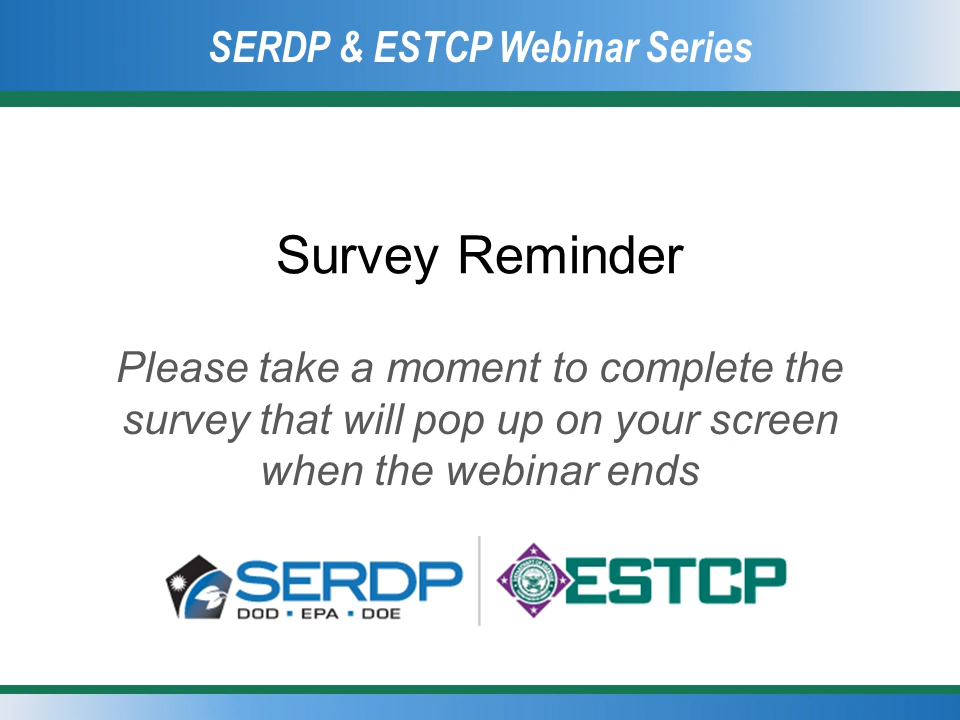 SERDP & ESTCP Webinar Series
Survey Reminder
Please take a moment to complete the
survey that will pop up on your screen
when the webinar ends
SERDP
DOD • EPA • DOE
ESTCP